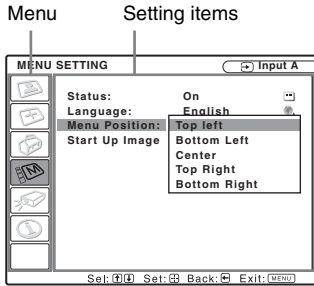 Menu Setting items
MENU SETTING Input A
Status: On
Language: English
Menu Position: Top left
Start Up Image Bottom Left
Center
Top Right
Bottom Right
Sel: Set: Back: Exit: MENU